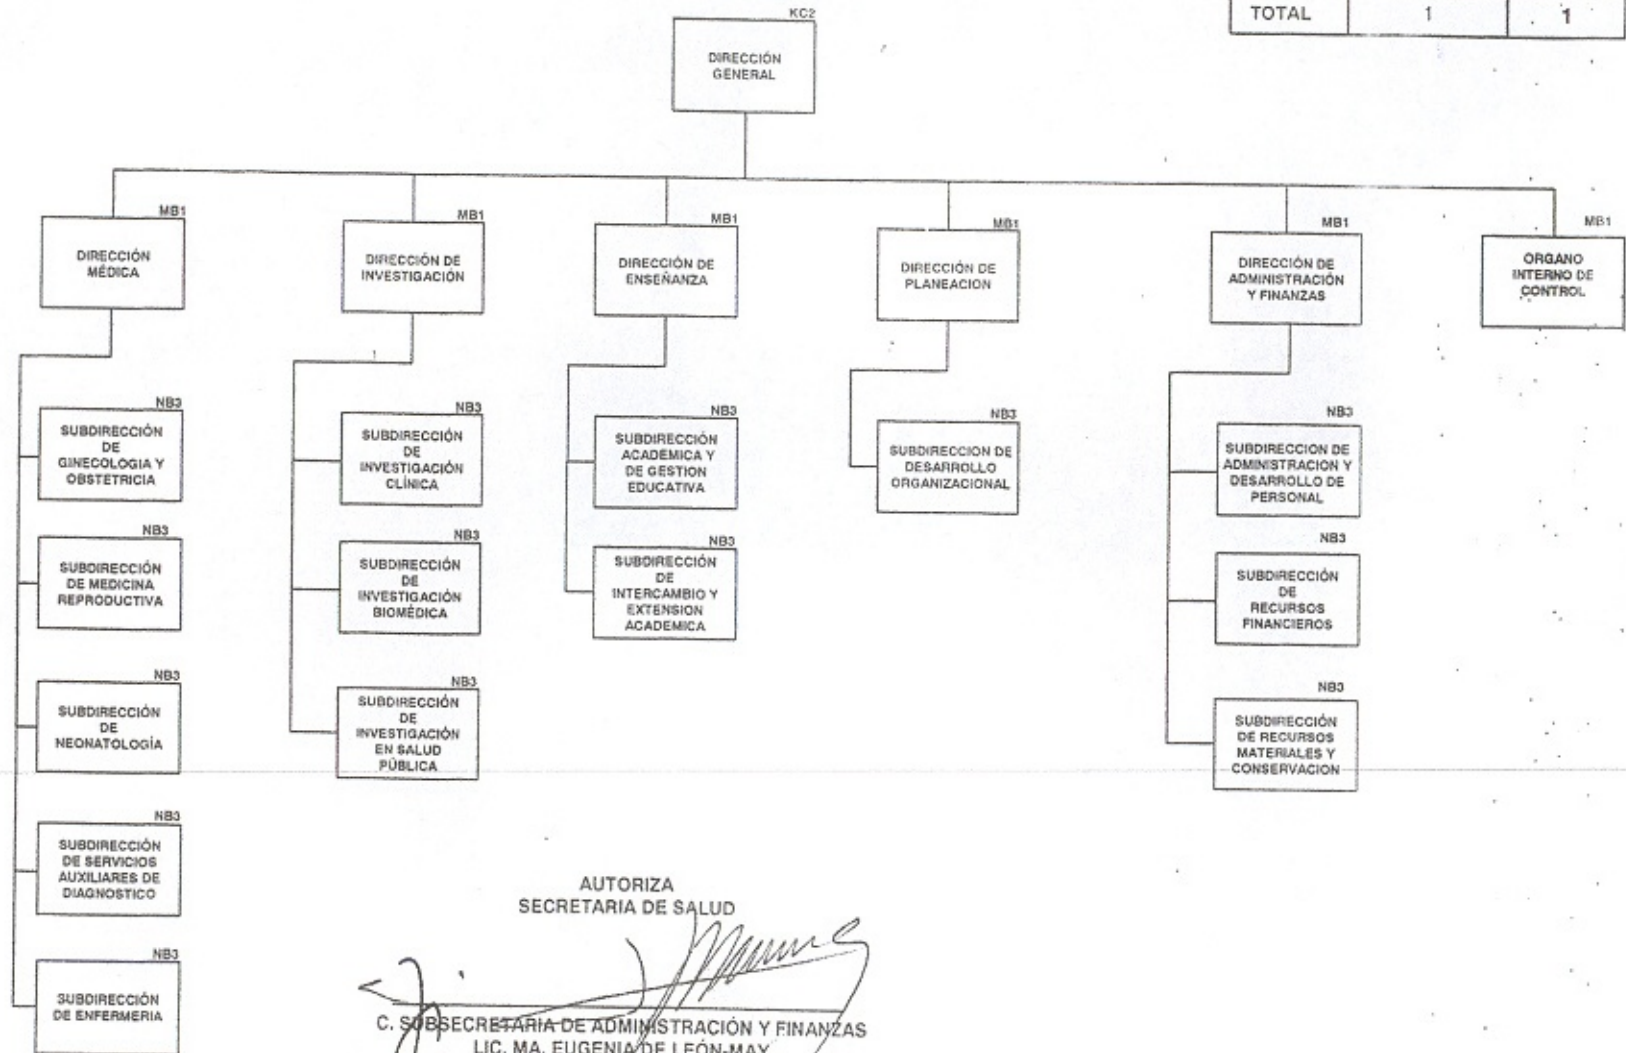 TOTAL 1 1
KC2
DIRECCIÓN
GENERAL
MB1
DIRECCIÓN
MÉDICA
MB1
DIRECCIÓN DE
INVESTIGACIÓN
MB1
DIRECCIÓN DE
ENSEÑANZA
MB1
DIRECCIÓN DE
PLANEACION
MB1
DIRECCIÓN DE
ADMINISTRACIÓN
Y FINANZAS
MB1
ORGANO
INTERNO DE
CONTROL
NB3
SUBDIRECCIÓN
DE
GINECOLOGIA Y
OBSTETRICIA
NB3
SUBDIRECCIÓN
DE MEDICINA
REPRODUCTIVA
NB3
SUBDIRECCIÓN
DE
NEONATOLOGÍA
NB3
SUBDIRECCIÓN
DE SERVICIOS
AUXILIARES DE
DIAGNOSTICO
NB3
SUBDIRECCIÓN
DE ENFERMERIA
NB3
SUBDIRECCIÓN
DE
INVESTIGACIÓN
CLÍNICA
NB3
SUBDIRECCIÓN
DE
INVESTIGACIÓN
BIOMÉDICA
NB3
SUBDIRECCIÓN
DE
INVESTIGACIÓN
EN SALUD
PÚBLICA
NB3
SUBDIRECCIÓN
ACADEMICA Y
DE GESTION
EDUCATIVA
NB3
SUBDIRECCIÓN
DE
INTERCAMBIO Y
EXTENSION
ACADEMICA
NB3
SUBDIRECCION DE
DESARROLLO
ORGANIZACIONAL
NB3
SUBDIRECCION DE
ADMINISTRACION Y
DESARROLLO DE
PERSONAL
NB3
SUBDIRECCIÓN
DE
RECURSOS
FINANCIEROS
NB3
SUBDIRECCIÓN
DE RECURSOS
MATERIALES Y
CONSERVACION
AUTORIZA
SECRETARIA DE SALUD
C. SUBSECRETARIA DE ADMINISTRACIÓN Y FINANZAS
LIC. MA. EUGENIA DE LEÓN-MAY